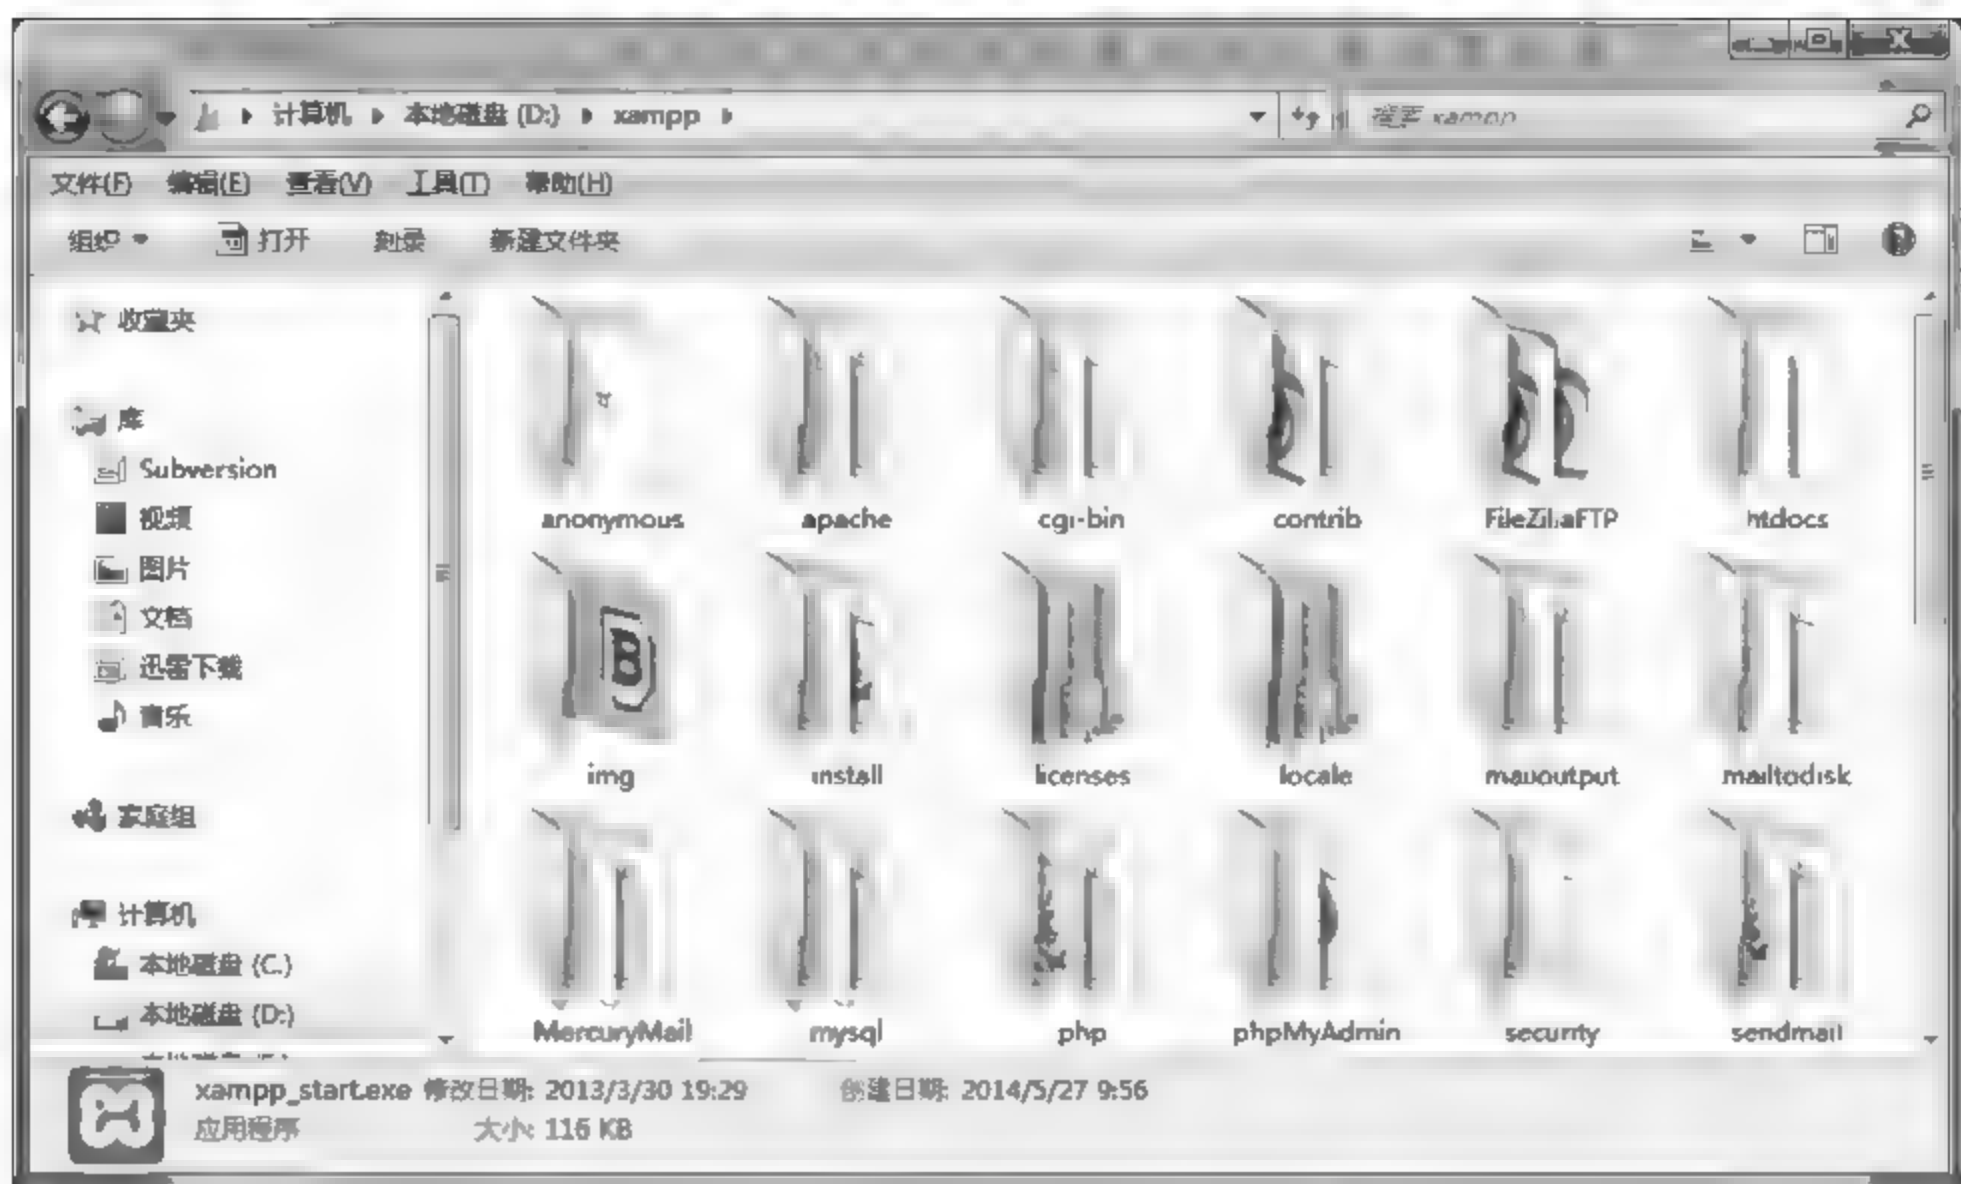 计算机 ▸ 本地磁盘 (D:) ▸ xampp ▸ 搜索 xampp
文件(F) 编辑(E) 查看(V) 工具(T) 帮助(H)
组织 打开 刻录 新建文件夹
收藏夹
库
Subversion
视频
图片
文档
迅雷下载
音乐
家庭组
计算机
本地磁盘 (C:)
本地磁盘 (D:)
anonymous apache cgi-bin contrib FileZillaFTP htdocs
img install licenses locale mailoutput mailtodisk
MercuryMail mysql php phpMyAdmin security sendmail
xampp_start.exe 修改日期: 2013/3/30 19:29 创建日期: 2014/5/27 9:56
应用程序 大小: 116 KB